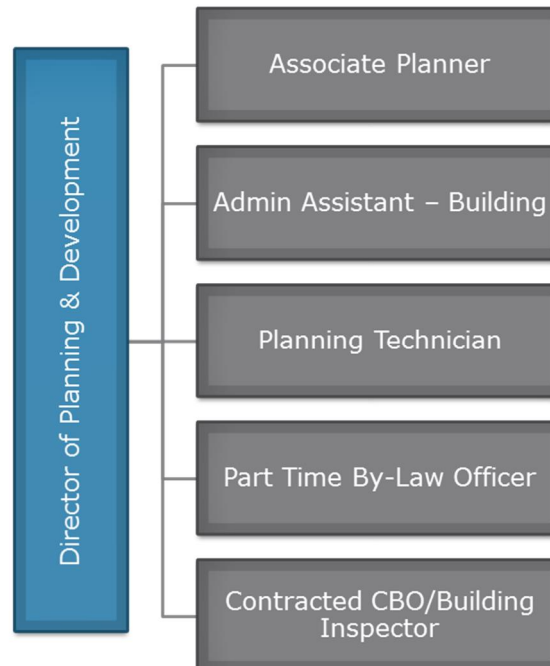 Director of Planning & Development
Associate Planner
Admin Assistant – Building
Planning Technician
Part Time By-Law Officer
Contracted CBO/Building
Inspector